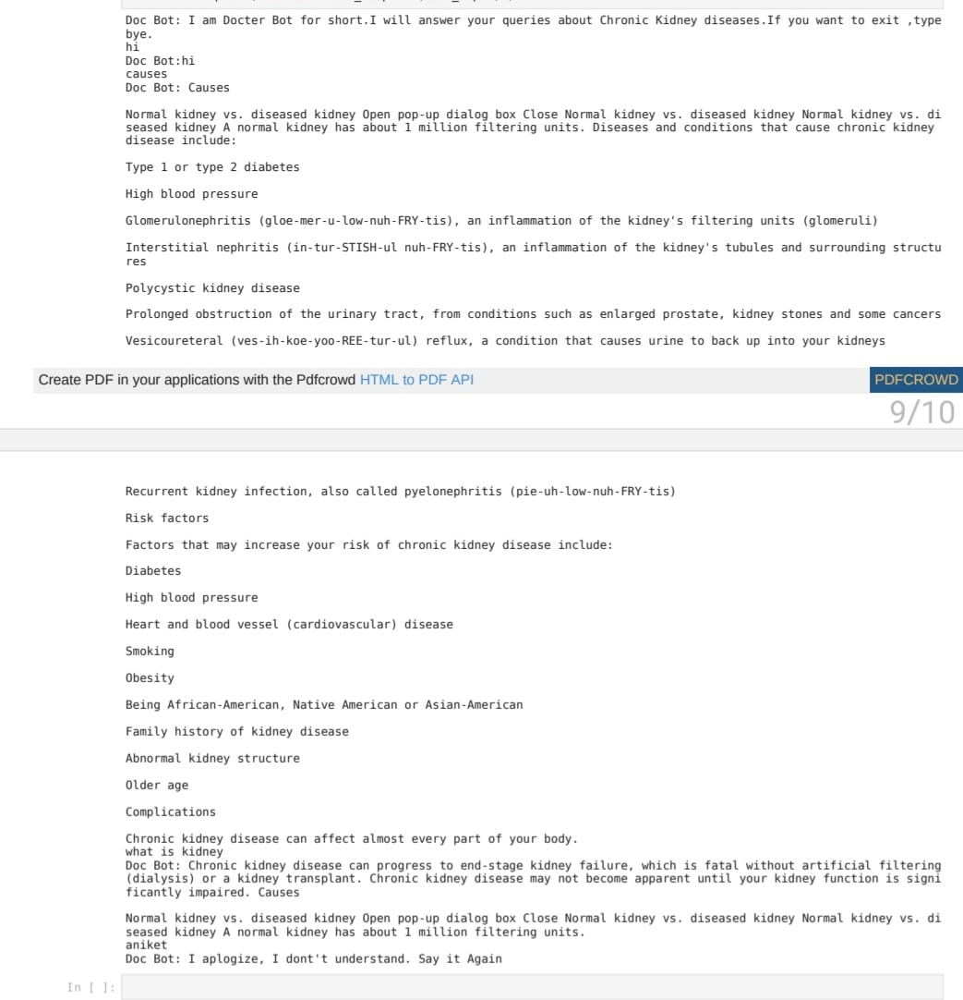 Doc Bot: I am Docter Bot for short.I will answer your queries about Chronic Kidney diseases.If you want to exit ,type
bye.
hi
Doc Bot:hi
causes
Doc Bot: Causes
Normal kidney vs. diseased kidney Open pop-up dialog box Close Normal kidney vs. diseased kidney Normal kidney vs. di
seased kidney A normal kidney has about 1 million filtering units. Diseases and conditions that cause chronic kidney
disease include:
Type 1 or type 2 diabetes
High blood pressure
Glomerulonephritis (gloe-mer-u-low-nuh-FRY-tis), an inflammation of the kidney's filtering units (glomeruli)
Interstitial nephritis (in-tur-STISH-ul nuh-FRY-tis), an inflammation of the kidney's tubules and surrounding structu
res
Polycystic kidney disease
Prolonged obstruction of the urinary tract, from conditions such as enlarged prostate, kidney stones and some cancers
Vesicoureteral (ves-ih-koe-yoo-REE-tur-ul) reflux, a condition that causes urine to back up into your kidneys
Create PDF in your applications with the Pdfcrowd HTML to PDF API
PDFCROWD
9/10
Recurrent kidney infection, also called pyelonephritis (pie-uh-low-nuh-FRY-tis)
Risk factors
Factors that may increase your risk of chronic kidney disease include:
Diabetes
High blood pressure
Heart and blood vessel (cardiovascular) disease
Smoking
Obesity
Being African-American, Native American or Asian-American
Family history of kidney disease
Abnormal kidney structure
Older age
Complications
Chronic kidney disease can affect almost every part of your body.
what is kidney
Doc Bot: Chronic kidney disease can progress to end-stage kidney failure, which is fatal without artificial filtering
(dialysis) or a kidney transplant. Chronic kidney disease may not become apparent until your kidney function is signi
ficantly impaired. Causes
Normal kidney vs. diseased kidney Open pop-up dialog box Close Normal kidney vs. diseased kidney Normal kidney vs. di
seased kidney A normal kidney has about 1 million filtering units.
aniket
Doc Bot: I aplogize, I dont't understand. Say it Again
In [ ]: